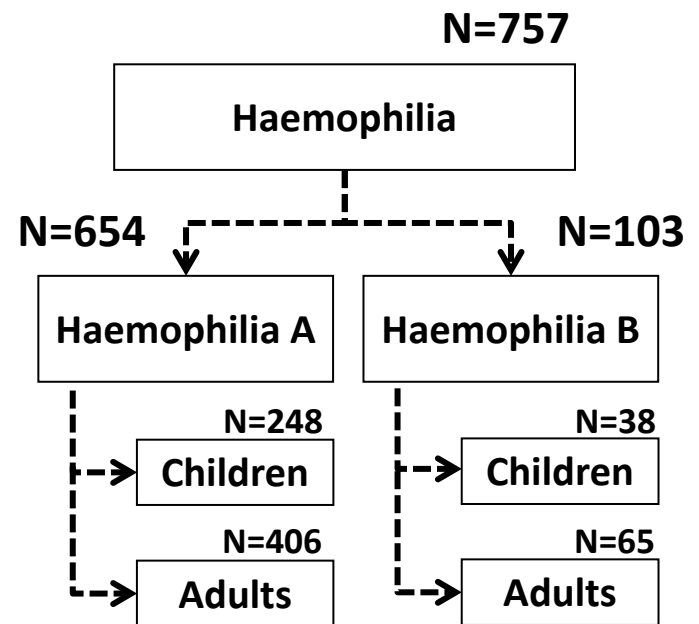 N=757
Haemophilia
N=654
N=103
Haemophilia A
Haemophilia B
N=248
Children
N=406
Adults
N=38
Children
N=65
Adults